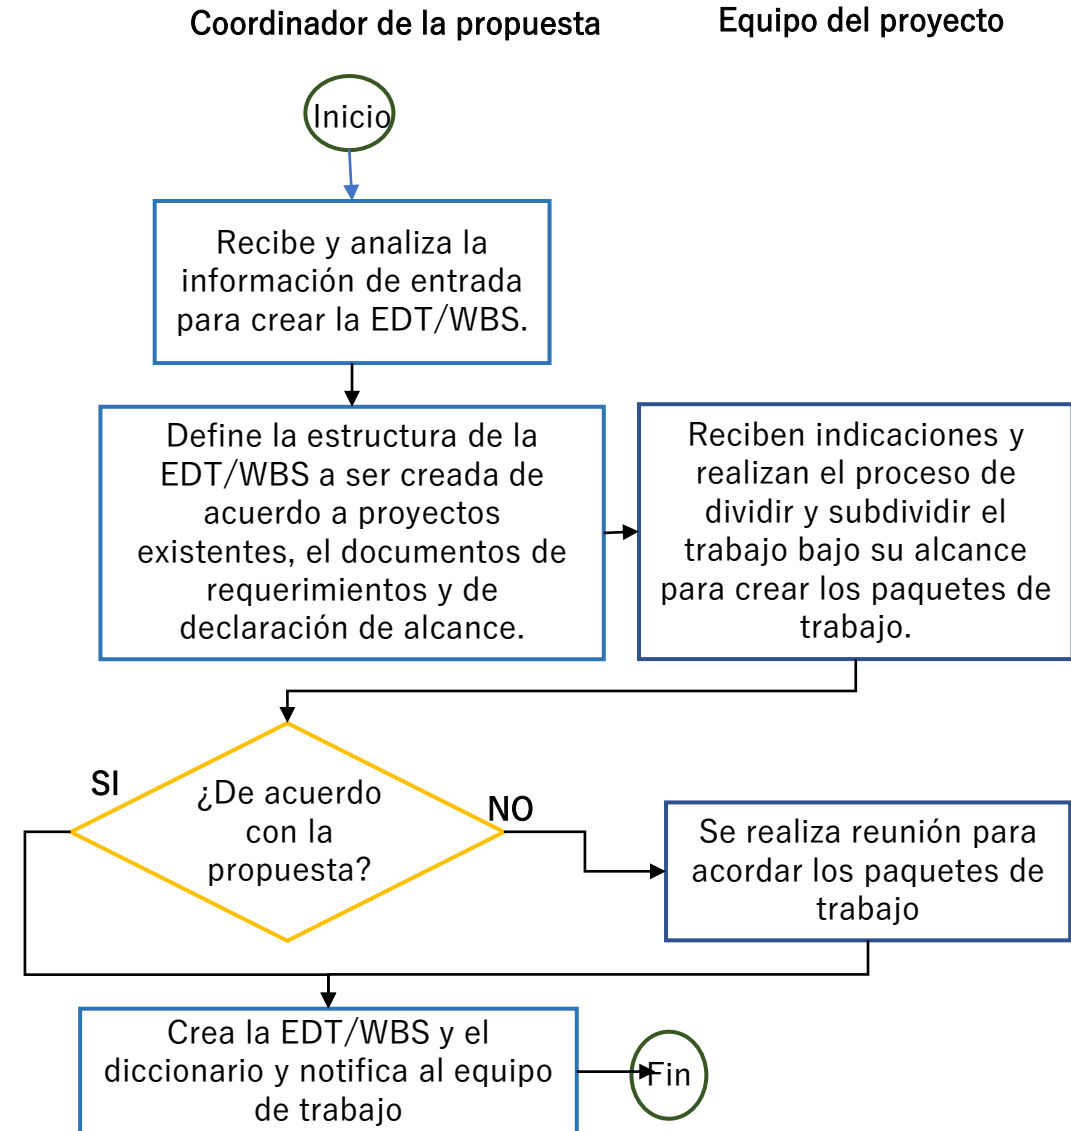 Coordinador de la propuesta
Equipo del proyecto
Inicio
Recibe y analiza la
información de entrada
para crear la EDT/WBS.
Define la estructura de la
EDT/WBS a ser creada de
acuerdo a proyectos
existentes, el documentos de
requerimientos y de
declaración de alcance.
Reciben indicaciones y
realizan el proceso de
dividir y subdividir el
trabajo bajo su alcance
para crear los paquetes de
trabajo.
SI
¿De acuerdo
con la
propuesta?
NO
Se realiza reunión para
acordar los paquetes de
trabajo
Crea la EDT/WBS y el
diccionario y notifica al equipo
de trabajo
Fin